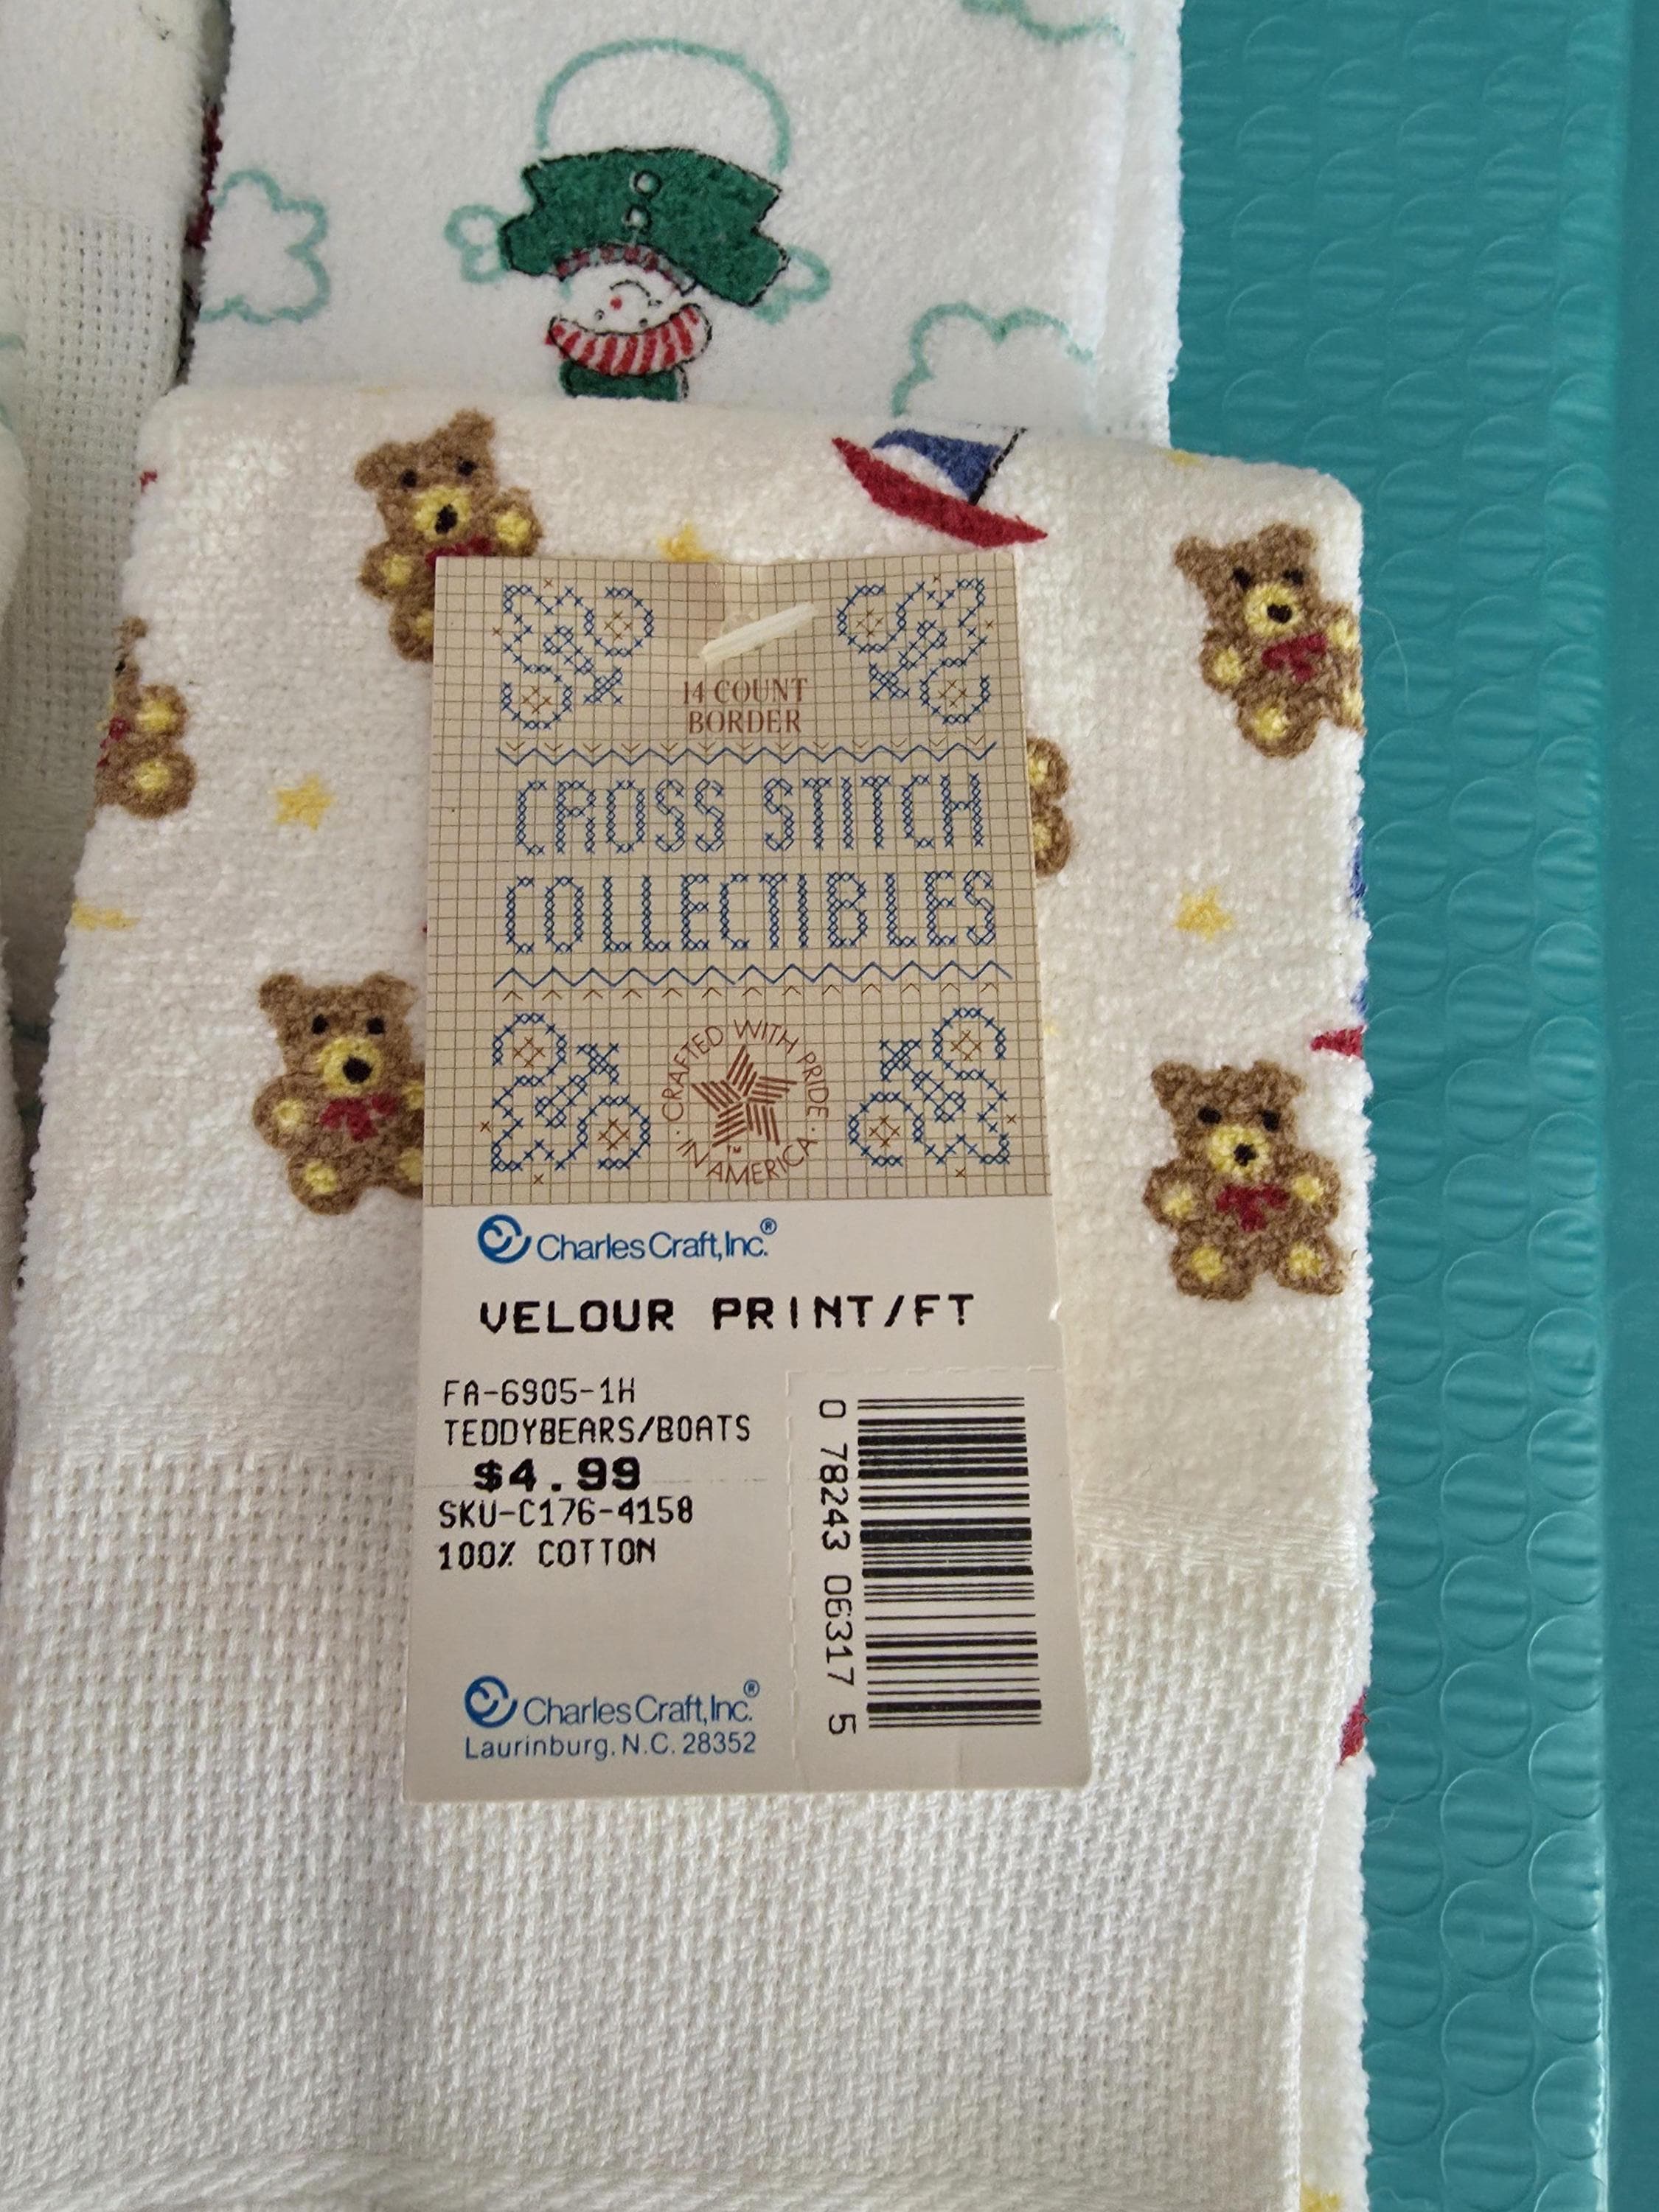 14 COUNT
BORDER
CROSS STITCH
COLLECTIBLES
· CRAFTED WITH PRIDE ·
IN AMERICA
TM
Charles Craft, Inc.®
VELOUR PRINT/FT
FA-6905-1H
TEDDYBEARS/BOATS
$4.99
SKU-C176-4158
100% COTTON
0 78243 06317 5
Charles Craft, Inc.®
Laurinburg, N.C. 28352